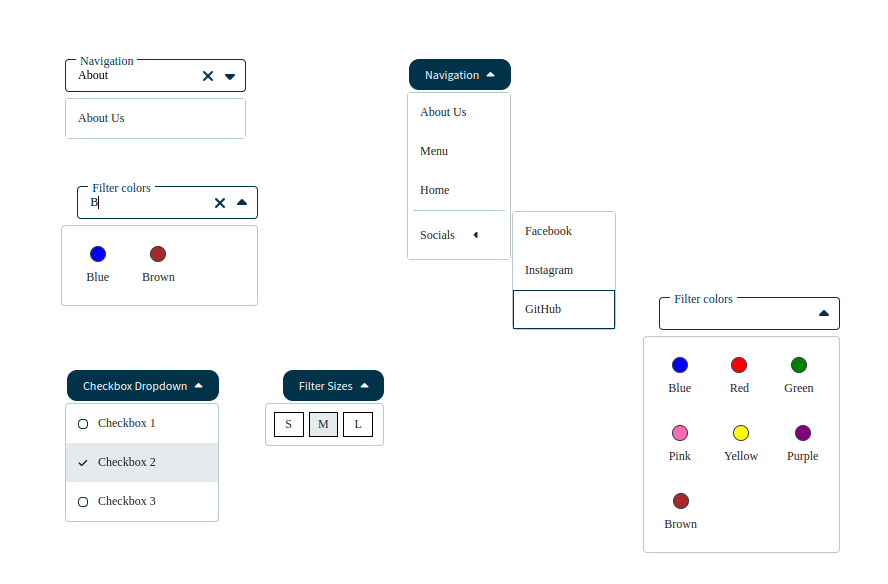 Navigation
About
About Us
Filter colors
B
Blue
Brown
Navigation
About Us
Menu
Home
Socials
Facebook
Instagram
GitHub
Checkbox Dropdown
Checkbox 1
Checkbox 2
Checkbox 3
Filter Sizes
S M L
Filter colors
Blue Red Green
Pink Yellow Purple
Brown